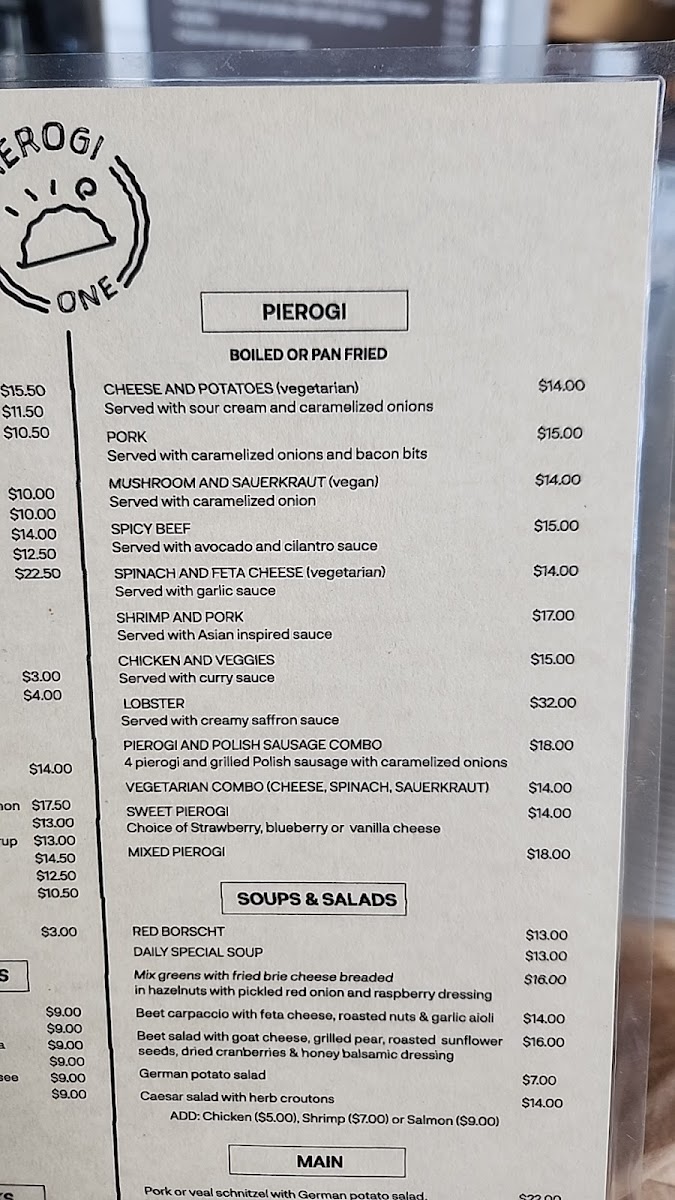 EROGI
ONE
$15.50
$11.50
$10.50
$10.00
$10.00
$14.00
$12.50
$22.50
$3.00
$4.00
$14.00
$17.50
$13.00
$13.00
$14.50
$12.50
$10.50
$3.00
S
$9.00
$9.00
$9.00
$9.00
$9.00
$9.00
PIEROGI
BOILED OR PAN FRIED
CHEESE AND POTATOES (vegetarian) $14.00
Served with sour cream and caramelized onions
PORK $15.00
Served with caramelized onions and bacon bits
MUSHROOM AND SAUERKRAUT (vegan) $14.00
Served with caramelized onion
SPICY BEEF $15.00
Served with avocado and cilantro sauce
SPINACH AND FETA CHEESE (vegetarian) $14.00
Served with garlic sauce
SHRIMP AND PORK $17.00
Served with Asian inspired sauce
CHICKEN AND VEGGIES $15.00
Served with curry sauce
LOBSTER $32.00
Served with creamy saffron sauce
PIEROGI AND POLISH SAUSAGE COMBO $18.00
4 pierogi and grilled Polish sausage with caramelized onions
VEGETARIAN COMBO (CHEESE, SPINACH, SAUERKRAUT) $14.00
SWEET PIEROGI $14.00
Choice of Strawberry, blueberry or vanilla cheese
MIXED PIEROGI $18.00
SOUPS & SALADS
RED BORSCHT $13.00
DAILY SPECIAL SOUP $13.00
Mix greens with fried brie cheese breaded $16.00
in hazelnuts with pickled red onion and raspberry dressing
Beet carpaccio with feta cheese, roasted nuts & garlic aioli $14.00
Beet salad with goat cheese, grilled pear, roasted sunflower $16.00
seeds, dried cranberries & honey balsamic dressing
German potato salad $7.00
Caesar salad with herb croutons $14.00
ADD: Chicken ($5.00), Shrimp ($7.00) or Salmon ($9.00)
MAIN
Pork or veal schnitzel with German potato salad, $22.00